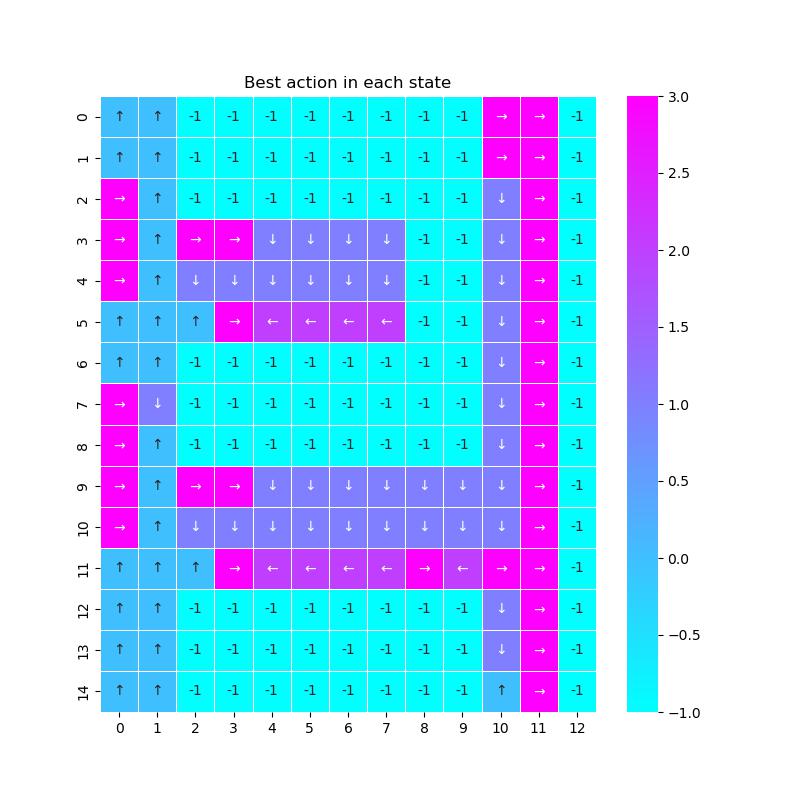 Best action in each state
0 ↑ ↑ -1 -1 -1 -1 -1 -1 -1 -1 → → -1
1 ↑ ↑ -1 -1 -1 -1 -1 -1 -1 -1 → → -1
2 → ↑ -1 -1 -1 -1 -1 -1 -1 -1 ↓ → -1
3 → ↑ → → ↓ ↓ ↓ ↓ -1 -1 ↓ → -1
4 → ↑ ↓ ↓ ↓ ↓ ↓ ↓ -1 -1 ↓ → -1
5 ↑ ↑ ↑ → ← ← ← ← -1 -1 ↓ → -1
6 ↑ ↑ -1 -1 -1 -1 -1 -1 -1 -1 ↓ → -1
7 → ↓ -1 -1 -1 -1 -1 -1 -1 -1 ↓ → -1
8 → ↑ -1 -1 -1 -1 -1 -1 -1 -1 ↓ → -1
9 → ↑ → → ↓ ↓ ↓ ↓ ↓ ↓ ↓ → -1
10 → ↑ ↓ ↓ ↓ ↓ ↓ ↓ ↓ ↓ ↓ → -1
11 ↑ ↑ ↑ → ← ← ← ← → ← → → -1
12 ↑ ↑ -1 -1 -1 -1 -1 -1 -1 -1 ↓ → -1
13 ↑ ↑ -1 -1 -1 -1 -1 -1 -1 -1 ↓ → -1
14 ↑ ↑ -1 -1 -1 -1 -1 -1 -1 -1 ↑ → -1
0 1 2 3 4 5 6 7 8 9 10 11 12
3.0
2.5
2.0
1.5
1.0
0.5
0.0
−0.5
−1.0